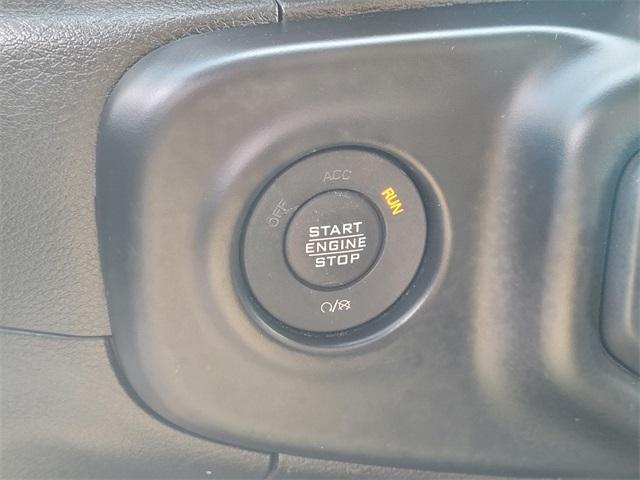 OFF
ACC
RUN
START
ENGINE
STOP